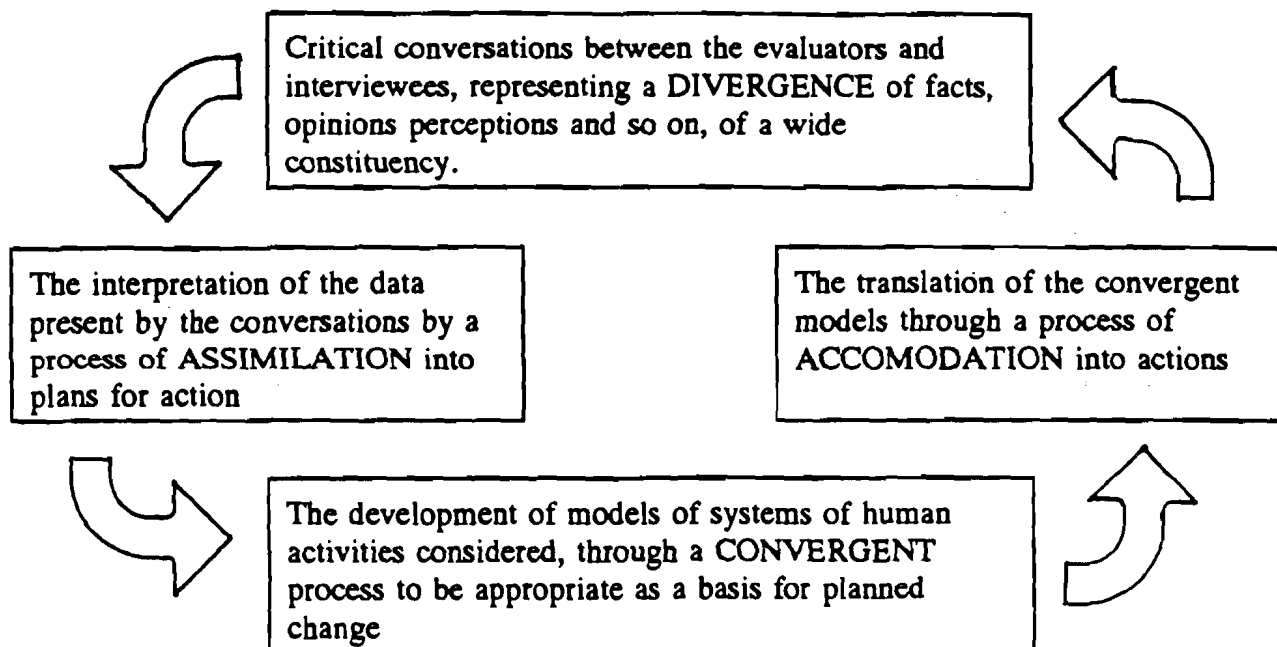 Critical conversations between the evaluators and
interviewees, representing a DIVERGENCE of facts,
opinions perceptions and so on, of a wide
constituency.
The interpretation of the data
present by the conversations by a
process of ASSIMILATION into
plans for action
The translation of the convergent
models through a process of
ACCOMODATION into actions
The development of models of systems of human
activities considered, through a CONVERGENT
process to be appropriate as a basis for planned
change